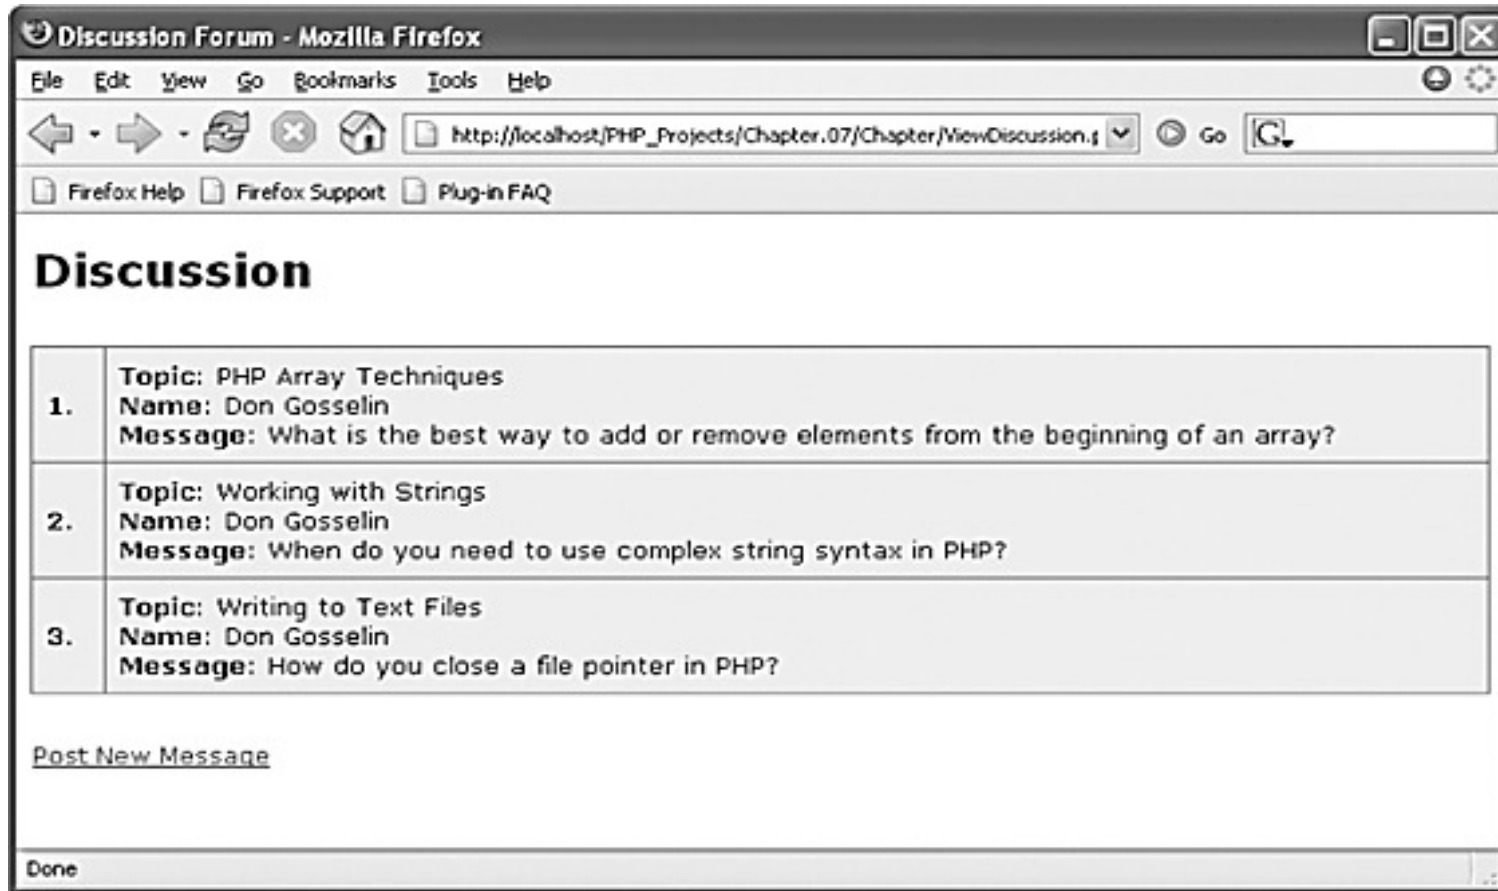 Discussion Forum - Mozilla Firefox
File Edit View Go Bookmarks Tools Help
http://localhost/PHP_Projects/Chapter.07/Chapter/ViewDiscussion.p Go G
Firefox Help Firefox Support Plug-in FAQ
Discussion
1.
Topic: PHP Array Techniques
Name: Don Gosselin
Message: What is the best way to add or remove elements from the beginning of an array?
2.
Topic: Working with Strings
Name: Don Gosselin
Message: When do you need to use complex string syntax in PHP?
3.
Topic: Writing to Text Files
Name: Don Gosselin
Message: How do you close a file pointer in PHP?
Post New Message
Done